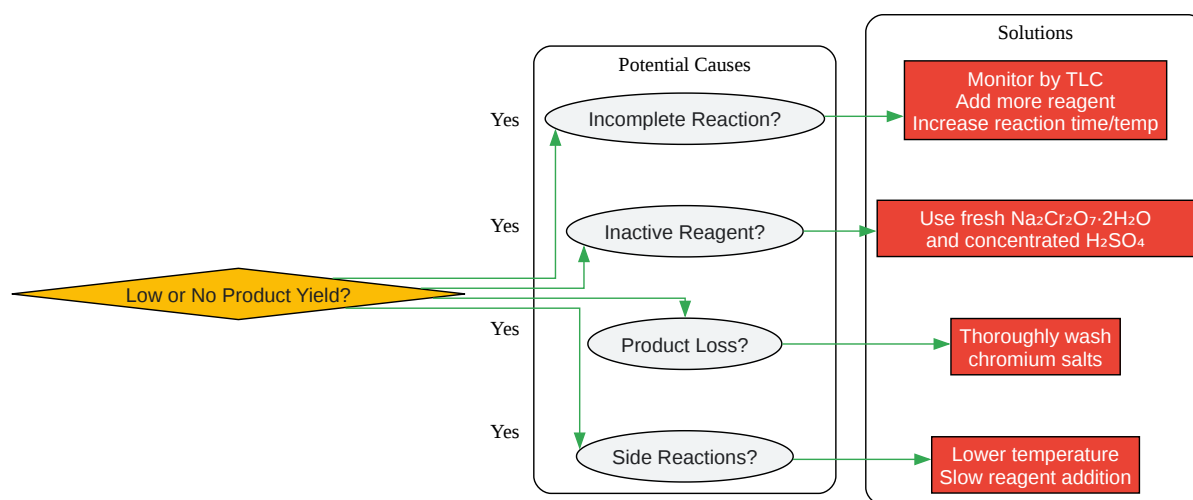 Solutions
Potential Causes
Monitor by TLC
Add more reagent
Increase reaction time/temp
Yes
Incomplete Reaction?
Yes
Inactive Reagent?
Use fresh Na₂Cr₂O₇·2H₂O
and concentrated H₂SO₄
Low or No Product Yield?
Yes
Product Loss?
Thoroughly wash
chromium salts
Yes
Side Reactions?
Lower temperature
Slow reagent addition